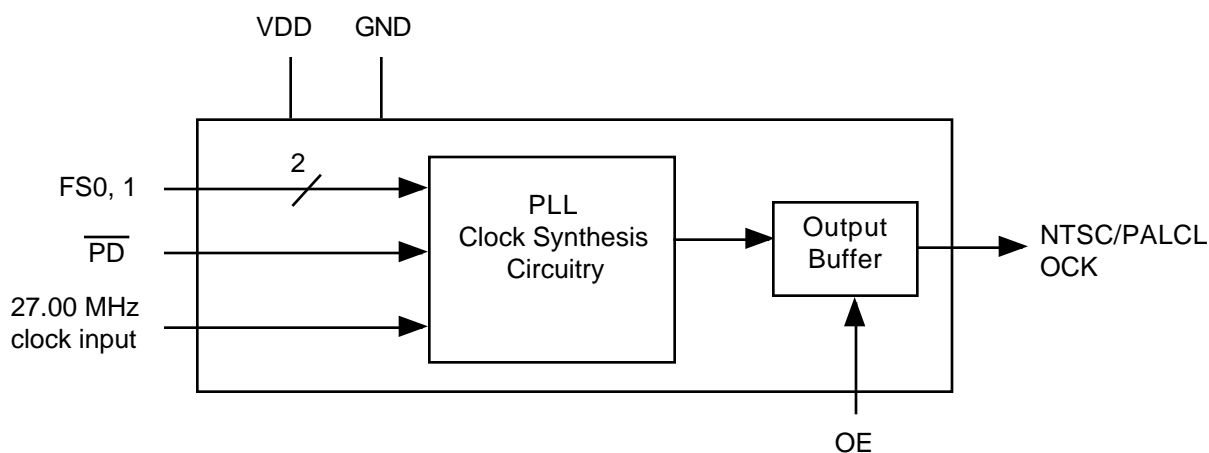 VDD GND
2
FS0, 1
PD
27.00 MHz
clock input
PLL
Clock Synthesis
Circuitry
Output
Buffer
NTSC/PALCL
OCK
OE